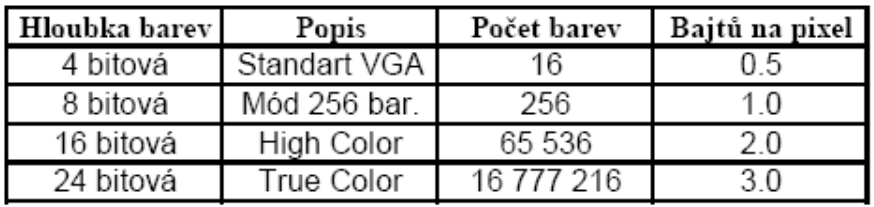 Hloubka barev Popis Počet barev Bajtů na pixel
4 bitová Standart VGA 16 0.5
8 bitová Mód 256 bar. 256 1.0
16 bitová High Color 65 536 2.0
24 bitová True Color 16 777 216 3.0